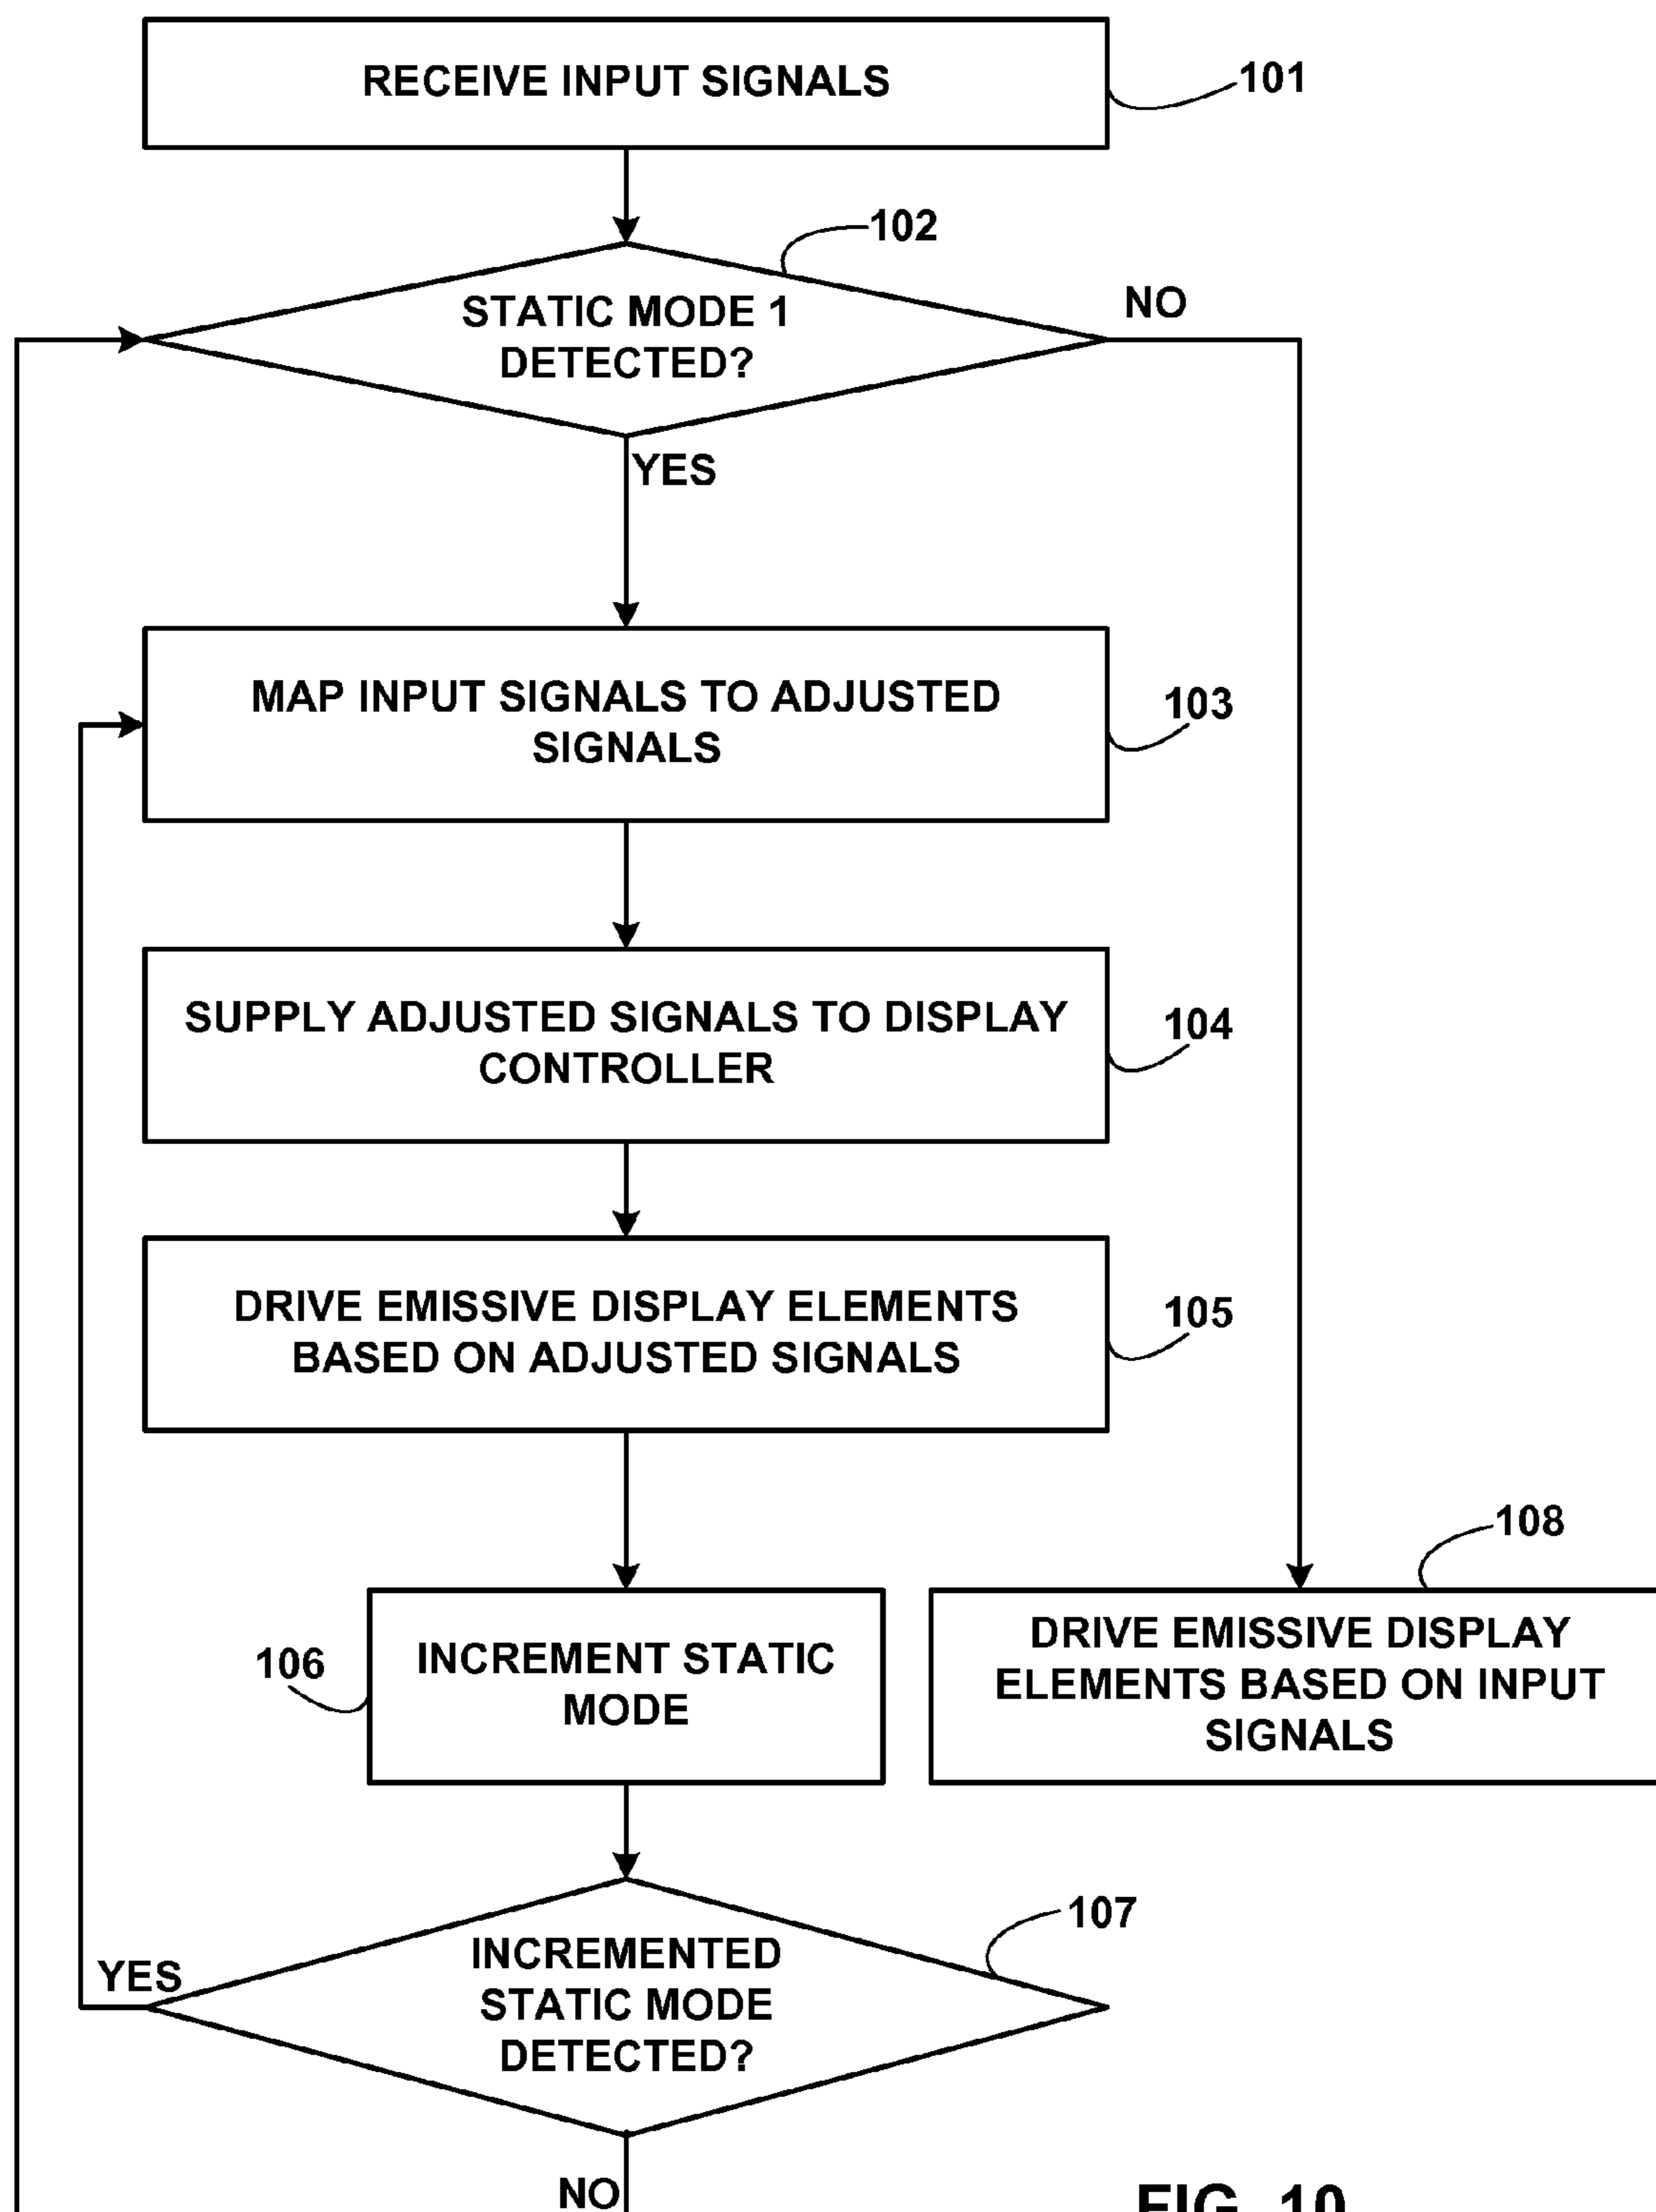 RECEIVE INPUT SIGNALS
101
102
STATIC MODE 1
DETECTED?
NO
YES
MAP INPUT SIGNALS TO ADJUSTED
SIGNALS
103
SUPPLY ADJUSTED SIGNALS TO DISPLAY
CONTROLLER
104
DRIVE EMISSIVE DISPLAY ELEMENTS
BASED ON ADJUSTED SIGNALS
105
106
INCREMENT STATIC
MODE
108
DRIVE EMISSIVE DISPLAY
ELEMENTS BASED ON INPUT
SIGNALS
107
INCREMENTED
STATIC MODE
DETECTED?
YES
NO
FIG. 10